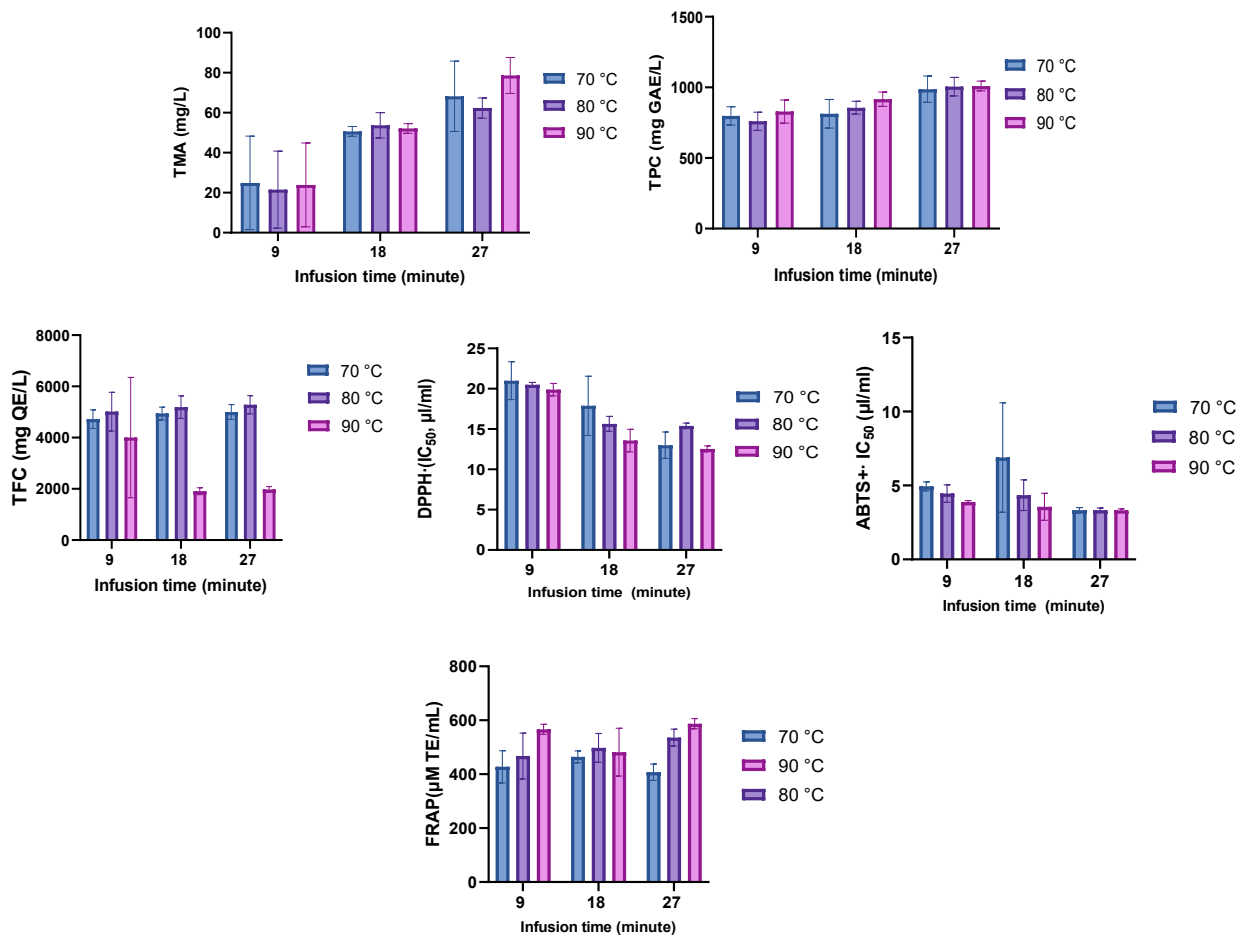 TMA (mg/L)
100
80
60
40
20
0
9
18
27
Infusion time (minute)
70 °C
80 °C
90 °C
TPC (mg GAE/L)
1500
1000
500
0
9
18
27
Infusion time (minute)
70 °C
80 °C
90 °C
TFC (mg QE/L)
8000
6000
4000
2000
0
9
18
27
Infusion time (minute)
70 °C
80 °C
90 °C
DPPH·(IC50, µl/ml)
25
20
15
10
5
0
9
18
27
Infusion time (minute)
70 °C
80 °C
90 °C
ABTS+· IC50 (µl/ml)
15
10
5
0
9
18
27
Infusion time (minute)
70 °C
80 °C
90 °C
FRAP(µM TE/mL)
800
600
400
200
0
9
18
27
Infusion time (minute)
70 °C
90 °C
80 °C